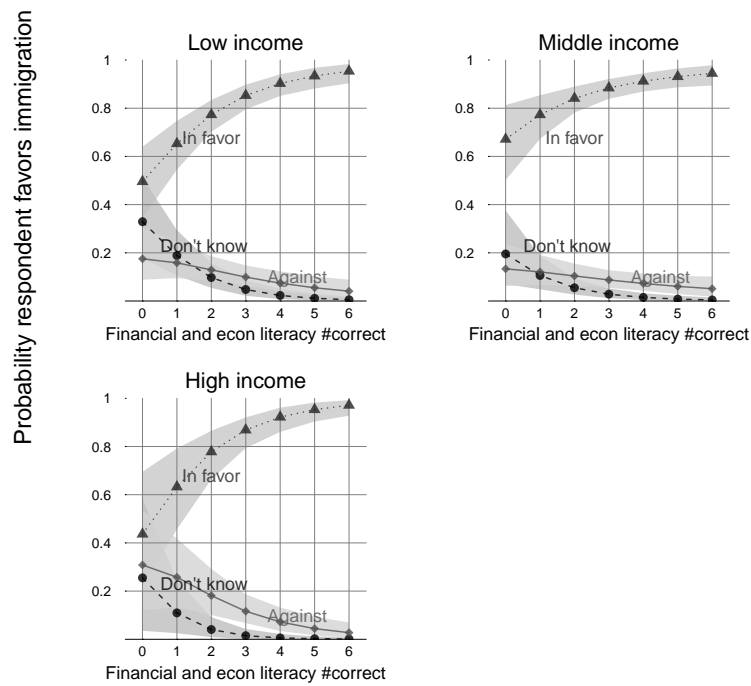 Probability respondent favors immigration
Low income
1
0.8
0.6
0.4
0.2
In favor
Don't know
Against
0 1 2 3 4 5 6
Financial and econ literacy #correct
Middle income
1
0.8
0.6
0.4
0.2
In favor
Don't know
Against
0 1 2 3 4 5 6
Financial and econ literacy #correct
High income
1
0.8
0.6
0.4
0.2
In favor
Don't know
Against
0 1 2 3 4 5 6
Financial and econ literacy #correct